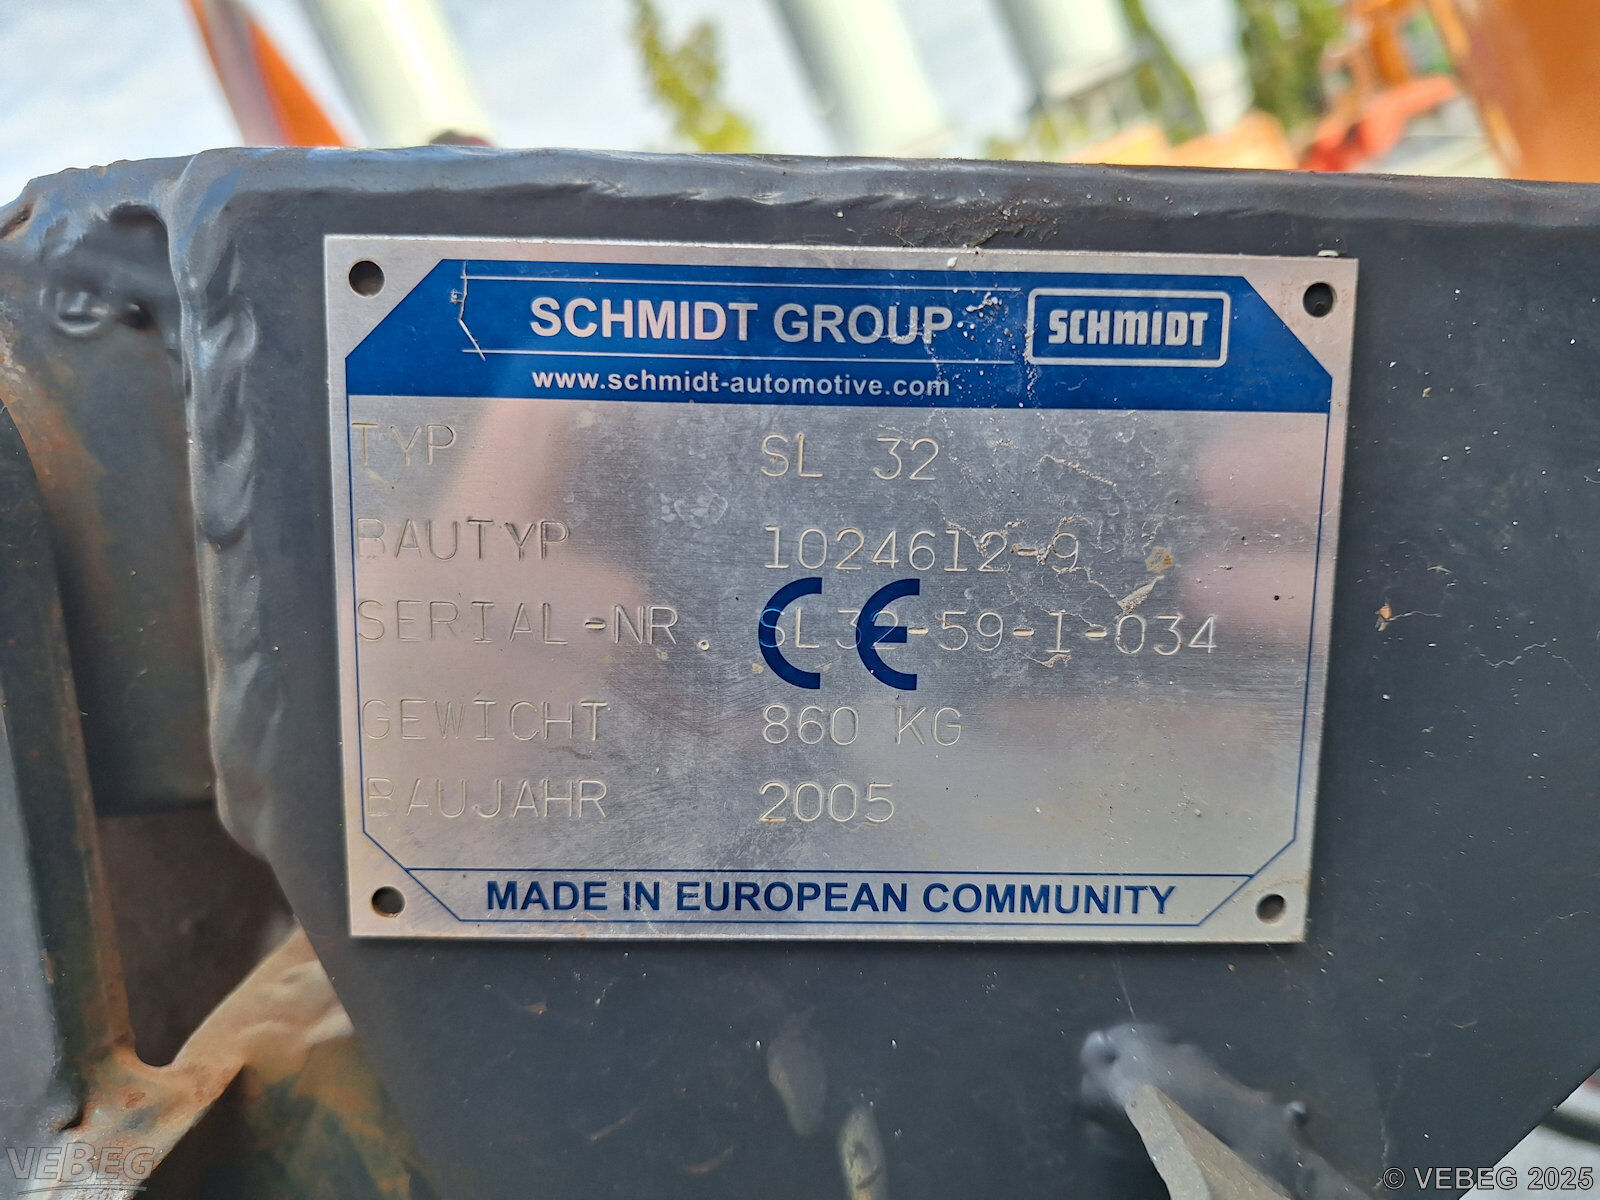 SCHMIDT GROUP SCHMIDT
www.schmidt-automotive.com
TYP SL 32
BAUTYP 1024612-9
SERIAL-NR. SL32-59-1-034
CE
GEWICHT 860 KG
BAUJAHR 2005
MADE IN EUROPEAN COMMUNITY
VEBEG
© VEBEG 2025